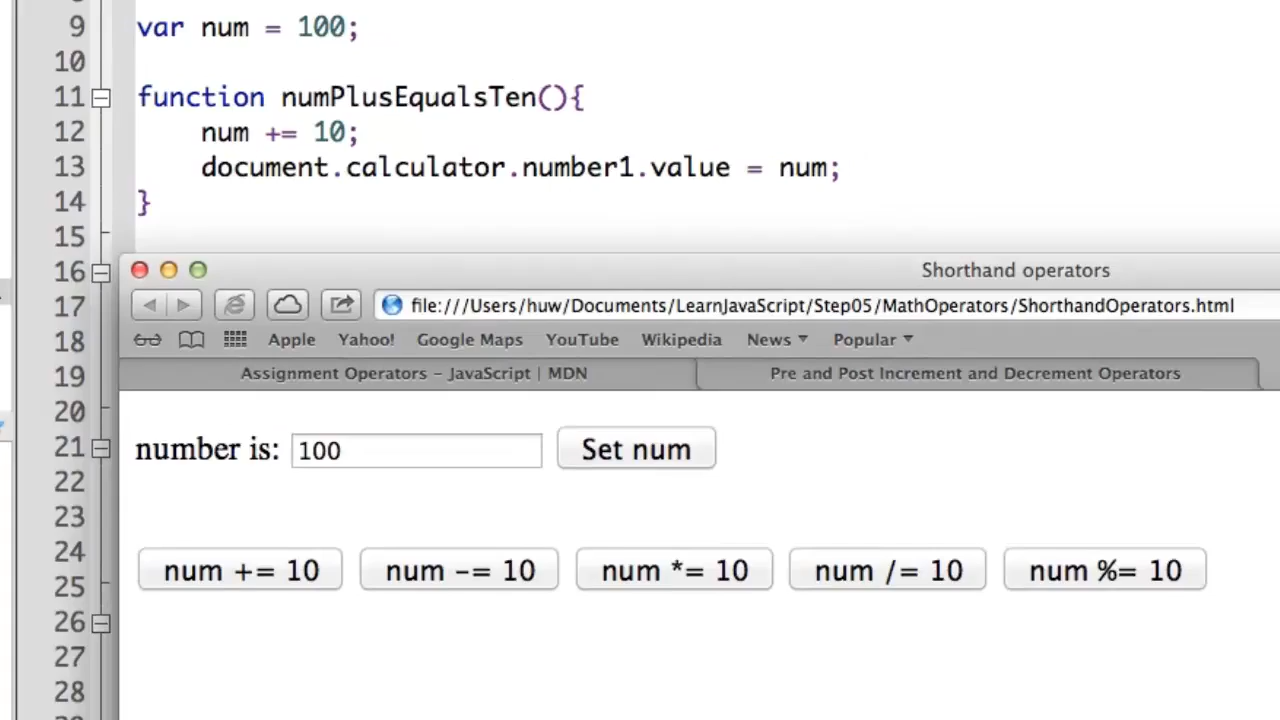 9 var num = 100;
10
11 function numPlusEqualsTen(){
12 num += 10;
13 document.calculator.number1.value = num;
14 }
15
16 Shorthand operators
17 file:///Users/huw/Documents/LearnJavaScript/Step05/MathOperators/ShorthandOperators.html
18 Apple Yahoo! Google Maps YouTube Wikipedia News ▼ Popular ▼
19 Assignment Operators – JavaScript | MDN Pre and Post Increment and Decrement Operators
20
21 number is: 100 Set num
22
23
24 num += 10 num -= 10 num *= 10 num /= 10 num %= 10
25
26
27
28